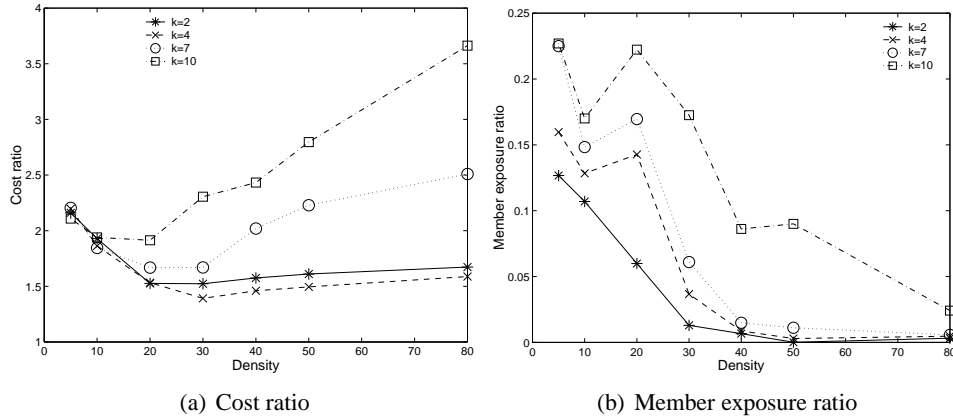 4
3.5
3
2.5
2
1.5
1
0 10 20 30 40 50 60 70 80
Cost ratio
Density
k=2
k=4
k=7
k=10
(a) Cost ratio
0.25
0.2
0.15
0.1
0.05
0
0 10 20 30 40 50 60 70 80
Member exposure ratio
Density
k=2
k=4
k=7
k=10
(b) Member exposure ratio